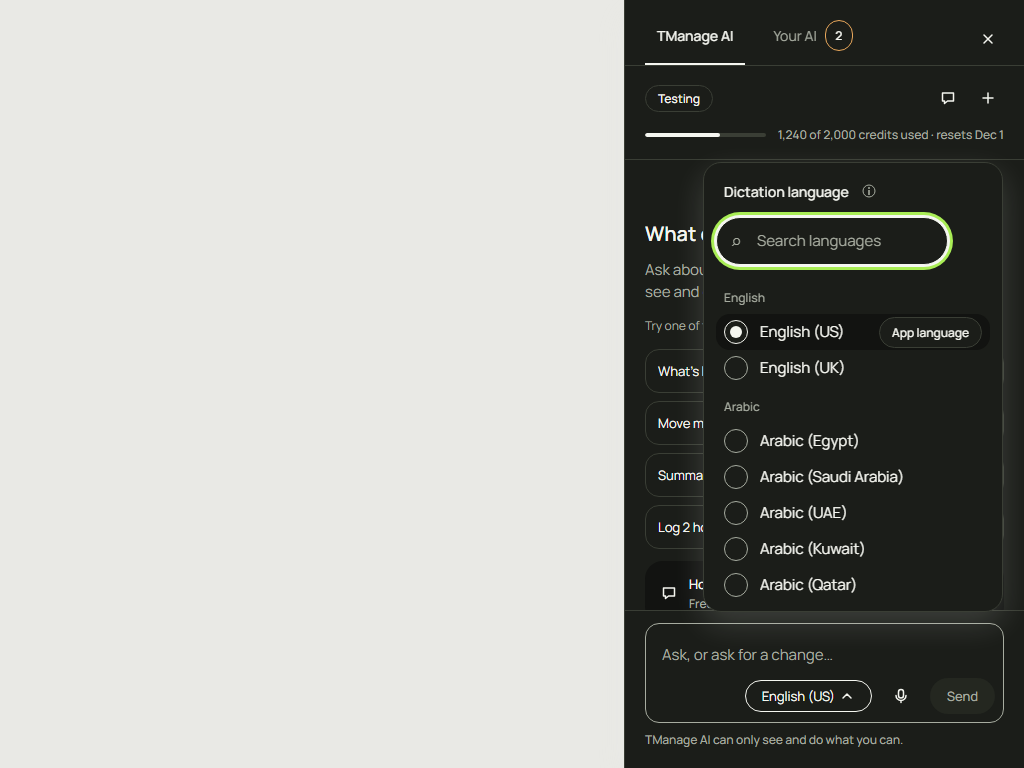 TManage AI
Your AI
2
Testing
1,240 of 2,000 credits used · resets Dec 1
Dictation language
Search languages
What
Ask abou
see and
Try one of
What's
Move m
Summa
Log 2 ho
Ho
Free
English
English (US)
App language
English (UK)
Arabic
Arabic (Egypt)
Arabic (Saudi Arabia)
Arabic (UAE)
Arabic (Kuwait)
Arabic (Qatar)
Ask, or ask for a change…
English (US)
Send
TManage AI can only see and do what you can.